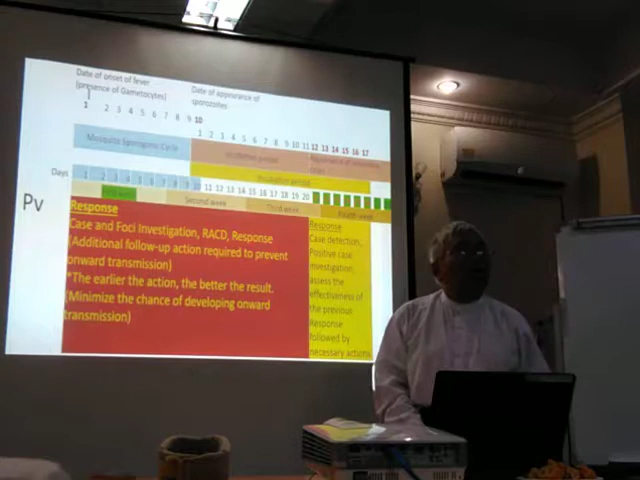 Date of onset of fever
(presence of Gametocytes)
Date of appearance of
sporozoites
1 2 3 4 5 6 7 8 9 10
1 2 3 4 5 6 7 8 9 10 11 12 13 14 15 16 17
Mosquito Sporogonic Cycle
Incubation period
Days
1 2 3 4 5 6 7 8 9 11 12 13 14 15 16 17 18 19 20
Second week
Third week
Fourth week
Pv
Response
Case and Foci Investigation, RACD, Response
(Additional follow-up action required to prevent
onward transmission)
*The earlier the action, the better the result.
(Minimize the chance of developing onward
transmission)
Response
Case detection,
Positive case
investigation,
assess the
effectiveness of
the previous
Response
followed by
necessary actions